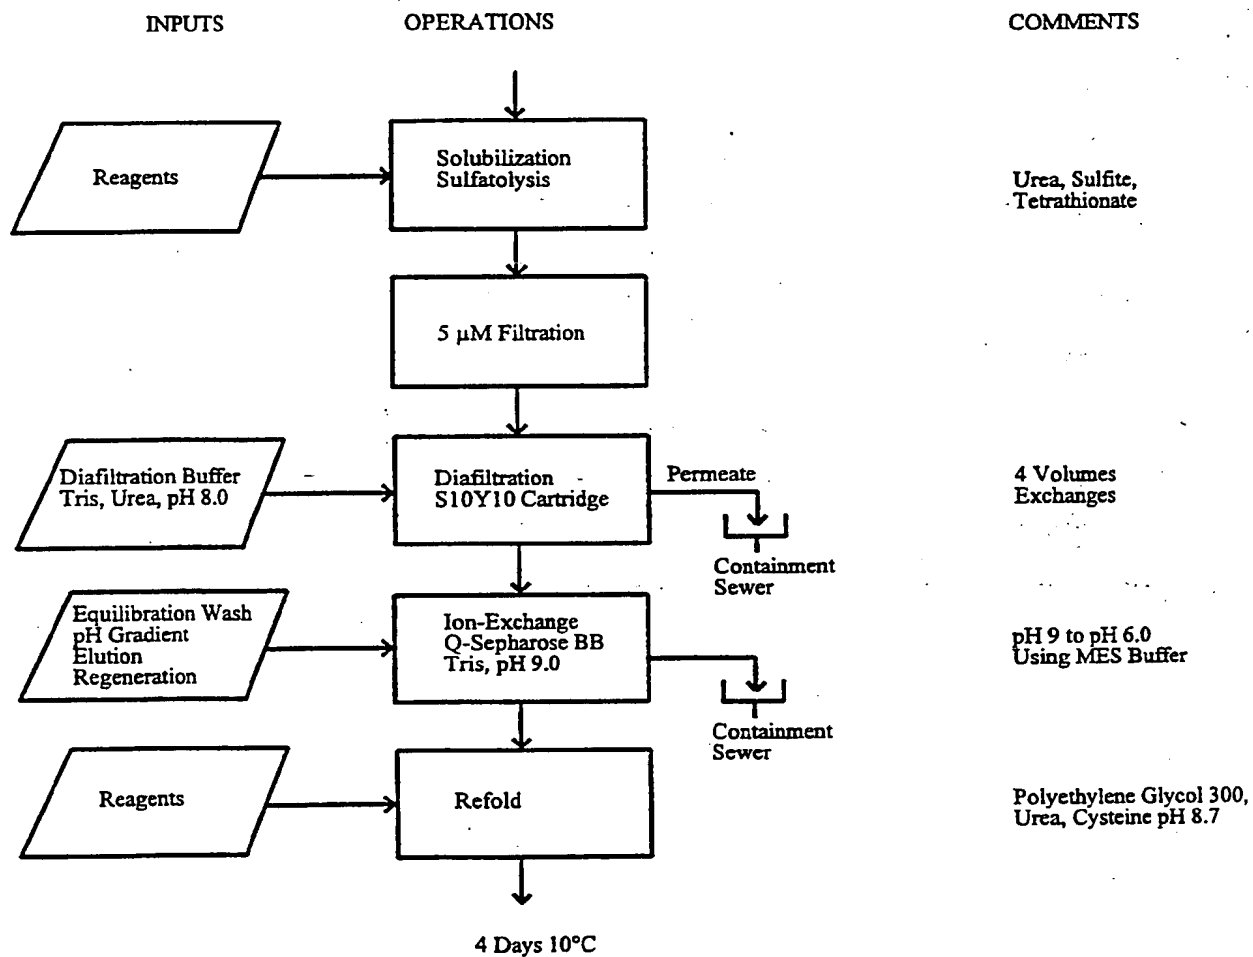 INPUTS
OPERATIONS
COMMENTS
Reagents
Solubilization
Sulfatolysis
Urea, Sulfite,
Tetrathionate
5 µM Filtration
Diafiltration Buffer
Tris, Urea, pH 8.0
Diafiltration
S10Y10 Cartridge
Permeate
Containment
Sewer
4 Volumes
Exchanges
Equilibration Wash
pH Gradient
Elution
Regeneration
Ion-Exchange
Q-Sepharose BB
Tris, pH 9.0
Containment
Sewer
pH 9 to pH 6.0
Using MES Buffer
Reagents
Refold
Polyethylene Glycol 300,
Urea, Cysteine pH 8.7
4 Days 10°C